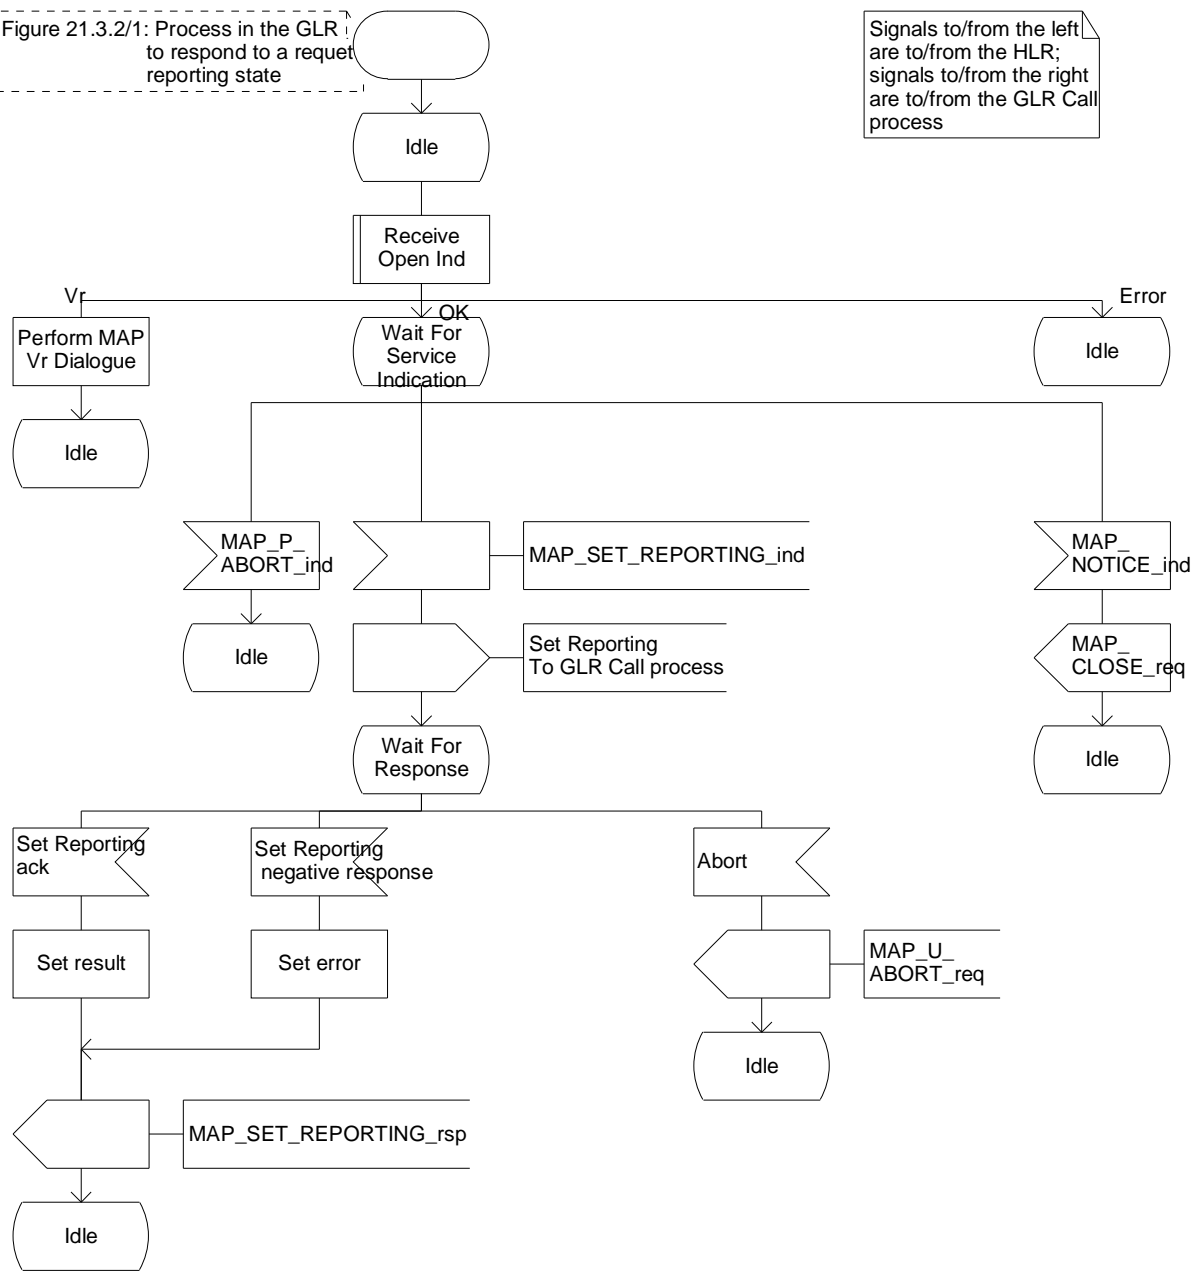 Figure 21.3.2/1: Process in the GLR
to respond to a requet
reporting state
Signals to/from the left
are to/from the HLR;
signals to/from the right
are to/from the GLR Call
process
Idle
Receive
Open Ind
Vr
OK
Error
Perform MAP
Vr Dialogue
Wait For
Service
Indication
Idle
Idle
MAP_P_
ABORT_ind
MAP_SET_REPORTING_ind
MAP_
NOTICE_ind
Idle
Set Reporting
To GLR Call process
MAP_
CLOSE_req
Wait For
Response
Idle
Set Reporting
ack
Set Reporting
negative response
Abort
Set result
Set error
MAP_U_
ABORT_req
Idle
MAP_SET_REPORTING_rsp
Idle